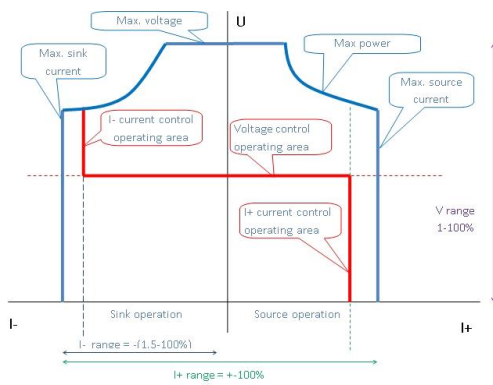 Max. voltage
U
Max. sink
current
Max power
Max. source
current
I- current control
operating area
Voltage control
operating area
I+ current control
operating area
V range
1-100%
I-
Sink operation
Source operation
I+
I- range = -(1.5-100%)
I+ range = +-100%